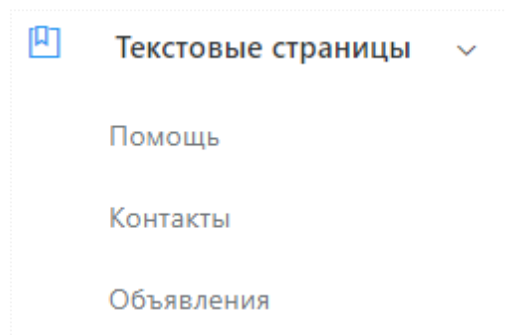 Текстовые страницы
Помощь
Контакты
Объявления